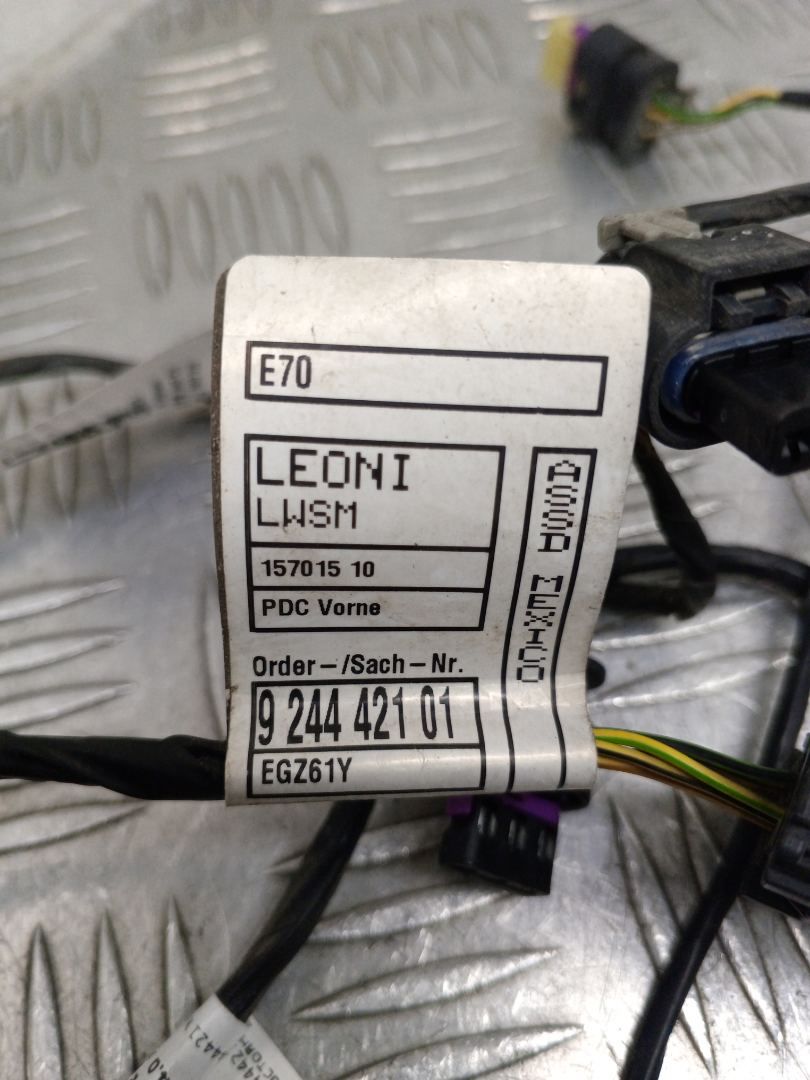 E70
LEONI
LWSM
157015 10
PDC Vorne
ASSD MEXICO
Order-/Sach-Nr.
9 244 421 01
EGZ61Y